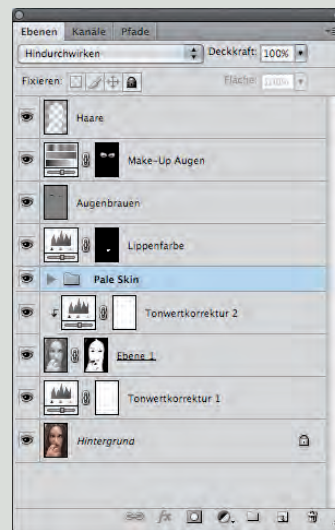 Ebenen Kanäle Pfade
Hindurchwirken Deckkraft: 100%
Fixieren: Fläche: 100%
Haare
Make-Up Augen
Augenbrauen
Lippenfarbe
Pale Skin
Tonwertkorrektur 2
Ebene 1
Tonwertkorrektur 1
Hintergrund
fx